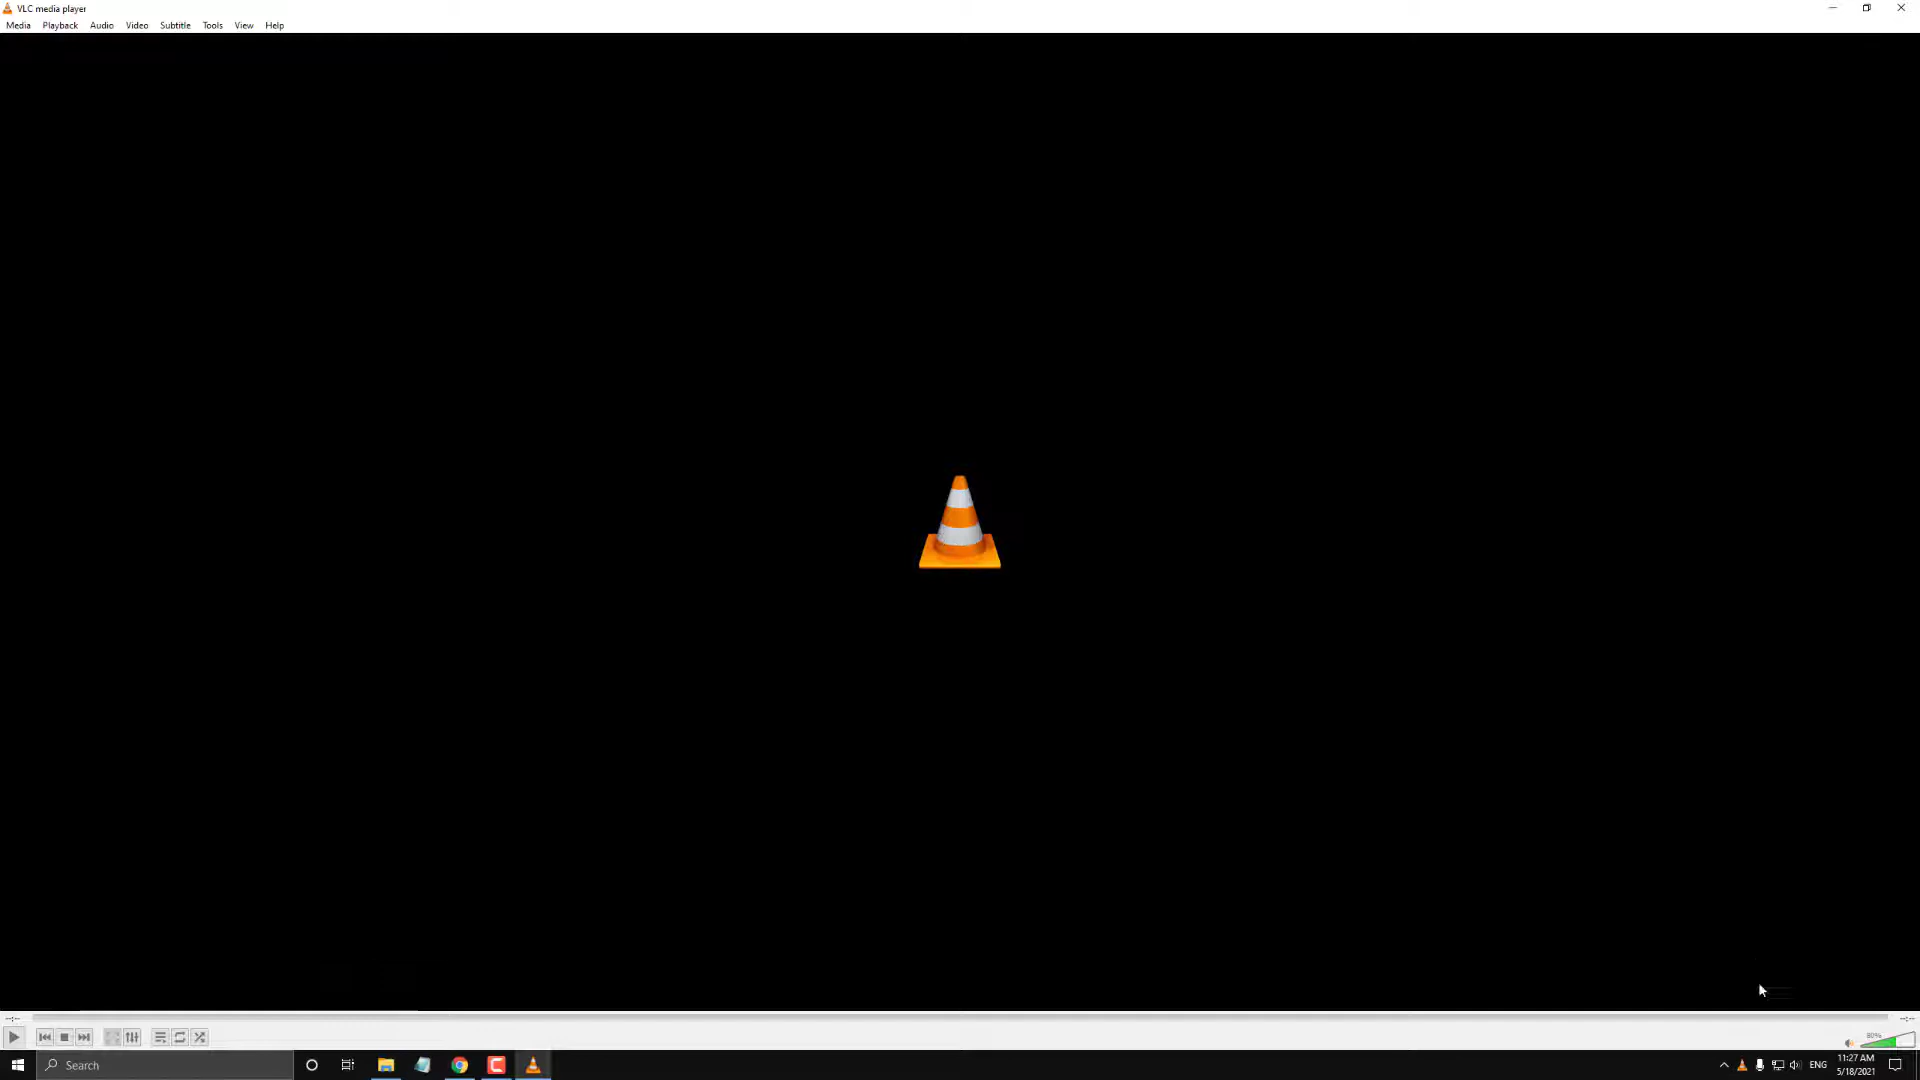 VLC media player
Media Playback Audio Video Subtitle Tools View Help
--:-- --:--
80%
Search
ENG
11:27 AM
5/18/2021